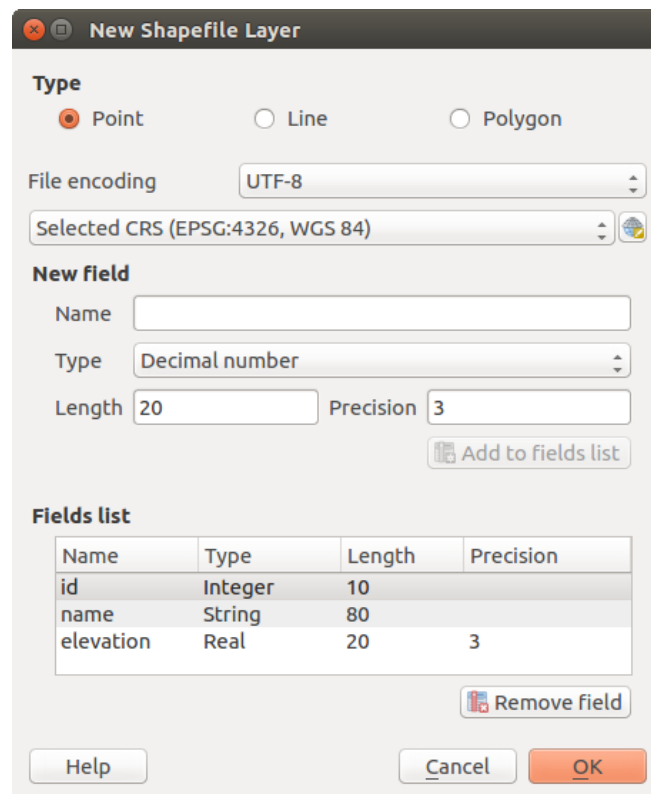 New Shapefile Layer
Type
Point Line Polygon
File encoding UTF-8
Selected CRS (EPSG:4326, WGS 84)
New field
Name
Type Decimal number
Length 20 Precision 3
Add to fields list
Fields list
Name Type Length Precision
id Integer 10
name String 80
elevation Real 20 3
Remove field
Help Cancel OK